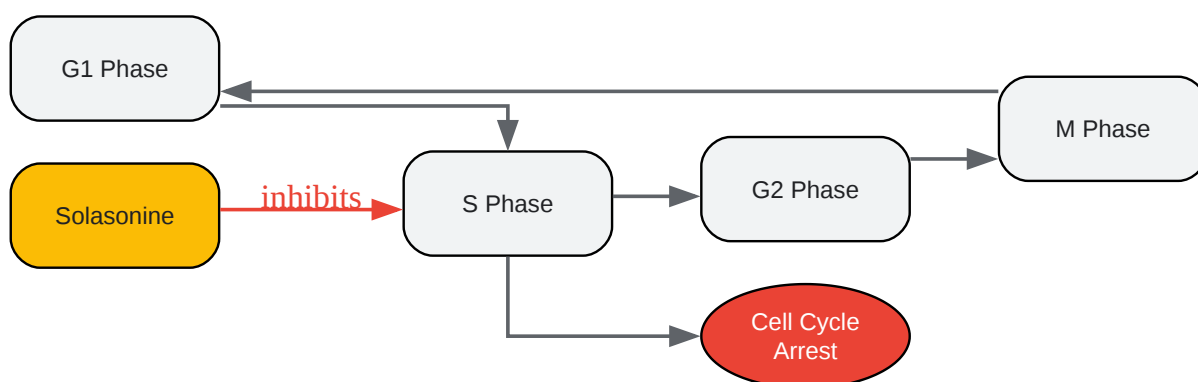 G1 Phase
M Phase
Solasonine
inhibits
S Phase
G2 Phase
Cell Cycle
Arrest